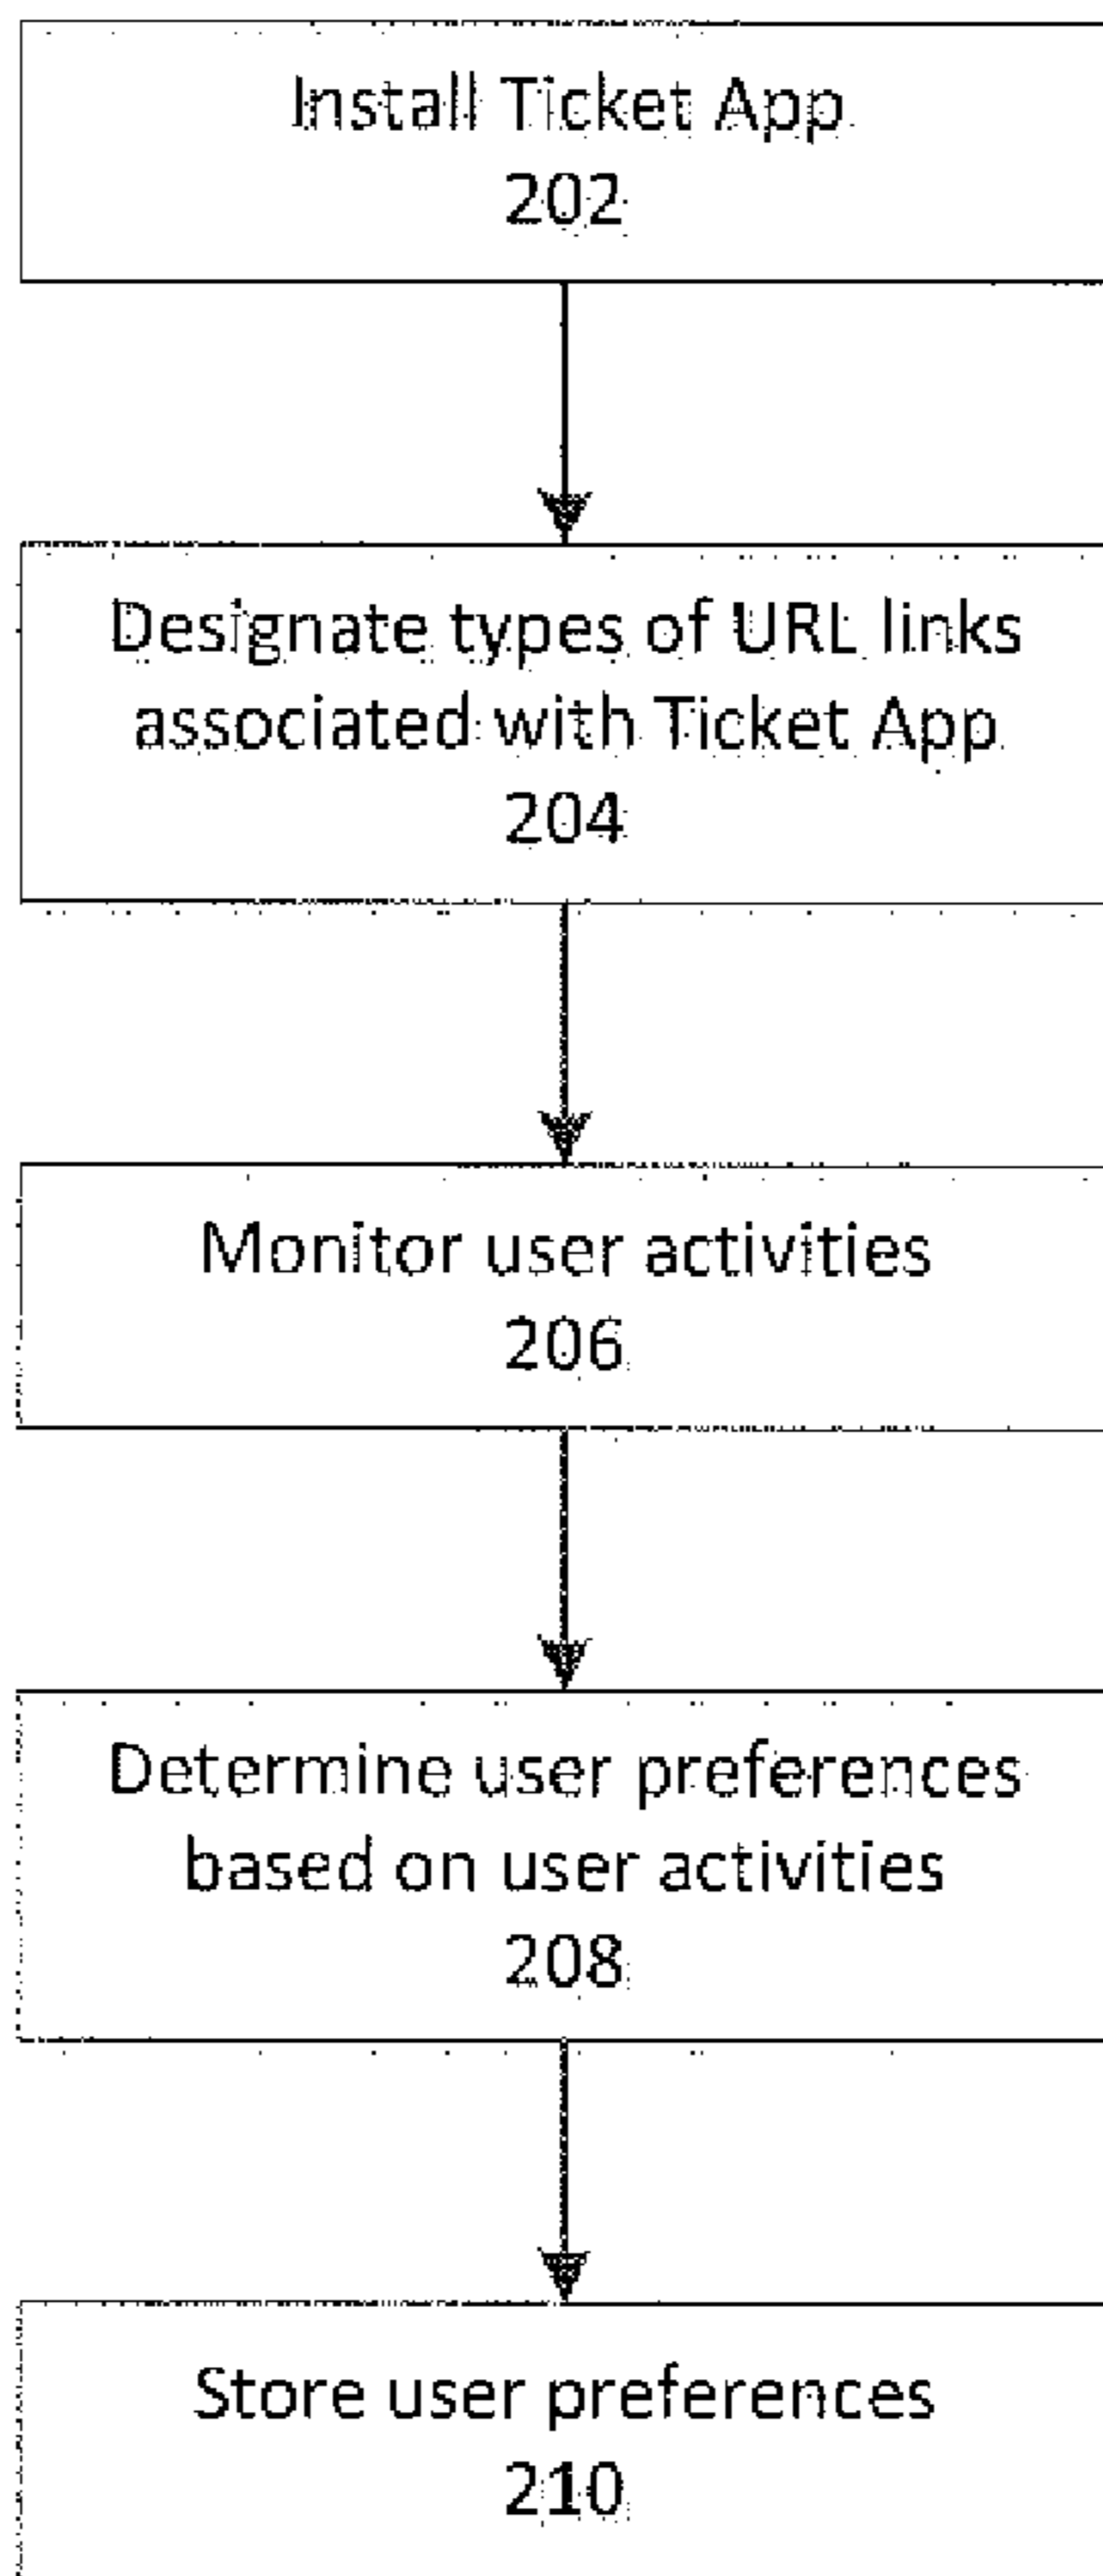 Install Ticket App
202
Designate types of URL links
associated with Ticket App
204
Monitor user activities
206
Determine user preferences
based on user activities
208
Store user preferences
210